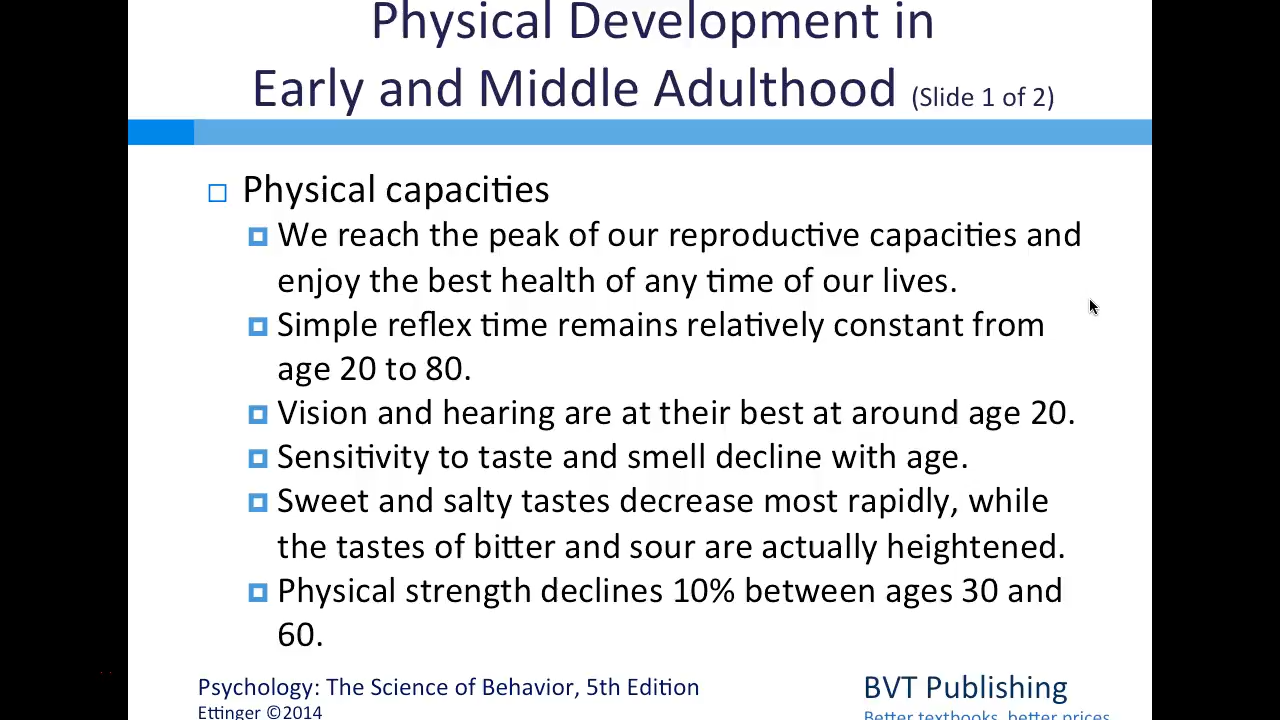 Physical Development in
Early and Middle Adulthood (Slide 1 of 2)
Physical capacities
We reach the peak of our reproductive capacities and
enjoy the best health of any time of our lives.
Simple reflex time remains relatively constant from
age 20 to 80.
Vision and hearing are at their best at around age 20.
Sensitivity to taste and smell decline with age.
Sweet and salty tastes decrease most rapidly, while
the tastes of bitter and sour are actually heightened.
Physical strength declines 10% between ages 30 and
60.
Psychology: The Science of Behavior, 5th Edition
Ettinger ©2014
BVT Publishing
Better textbooks, better prices